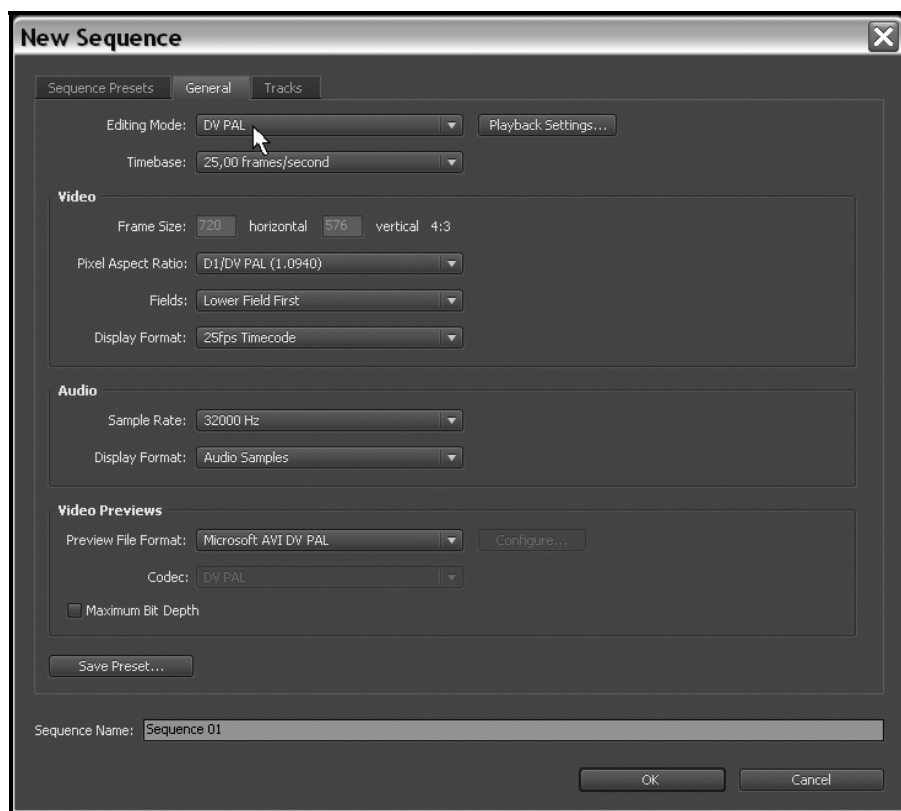 New Sequence
Sequence Presets General Tracks
Editing Mode: DV PAL Playback Settings...
Timebase: 25,00 frames/second
Video
Frame Size: 720 horizontal 576 vertical 4:3
Pixel Aspect Ratio: D1/DV PAL (1.0940)
Fields: Lower Field First
Display Format: 25fps Timecode
Audio
Sample Rate: 32000 Hz
Display Format: Audio Samples
Video Previews
Preview File Format: Microsoft AVI DV PAL Configure...
Codec: DV PAL
Maximum Bit Depth
Save Preset...
Sequence Name: Sequence 01
OK Cancel